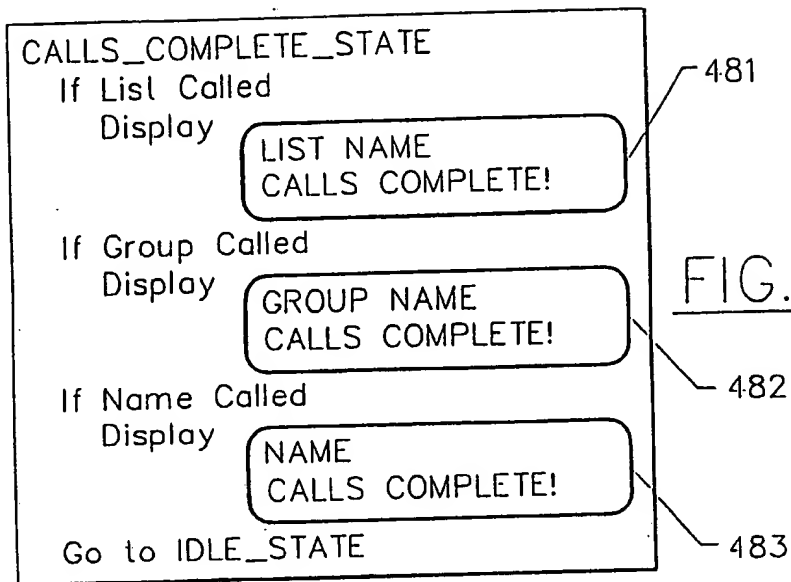 CALLS_COMPLETE_STATE
If List Called
Display
LIST NAME
CALLS COMPLETE!
481
If Group Called
Display
GROUP NAME
CALLS COMPLETE!
482
FIG.
If Name Called
Display
NAME
CALLS COMPLETE!
483
Go to IDLE_STATE